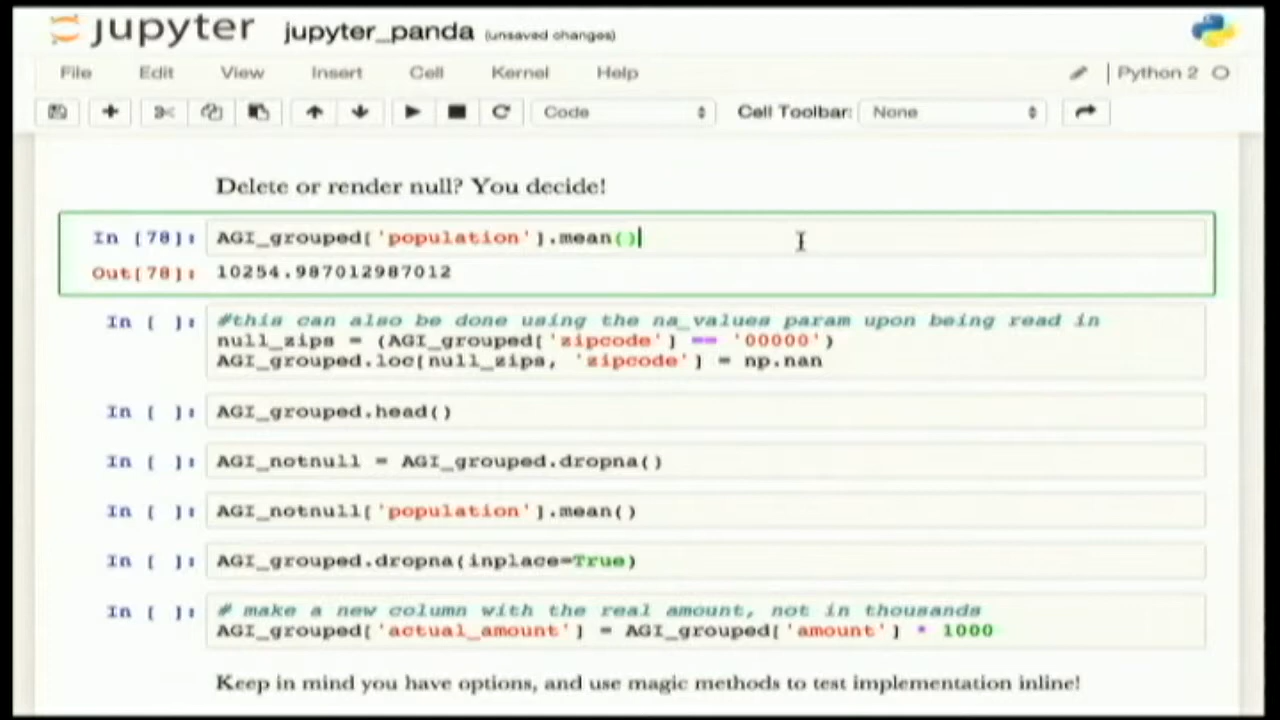 jupyter jupyter_panda (unsaved changes)
File Edit View Insert Cell Kernel Help Python 2
Code Cell Toolbar: None
Delete or render null? You decide!
In [78]: AGI_grouped['population'].mean()
Out[78]: 10254.987012987012
In [ ]: #this can also be done using the na_values param upon being read in
null_zips = (AGI_grouped['zipcode'] == '00000')
AGI_grouped.loc[null_zips, 'zipcode'] = np.nan
In [ ]: AGI_grouped.head()
In [ ]: AGI_notnull = AGI_grouped.dropna()
In [ ]: AGI_notnull['population'].mean()
In [ ]: AGI_grouped.dropna(inplace=True)
In [ ]: # make a new column with the real amount, not in thousands
AGI_grouped['actual_amount'] = AGI_grouped['amount'] * 1000
Keep in mind you have options, and use magic methods to test implementation inline!